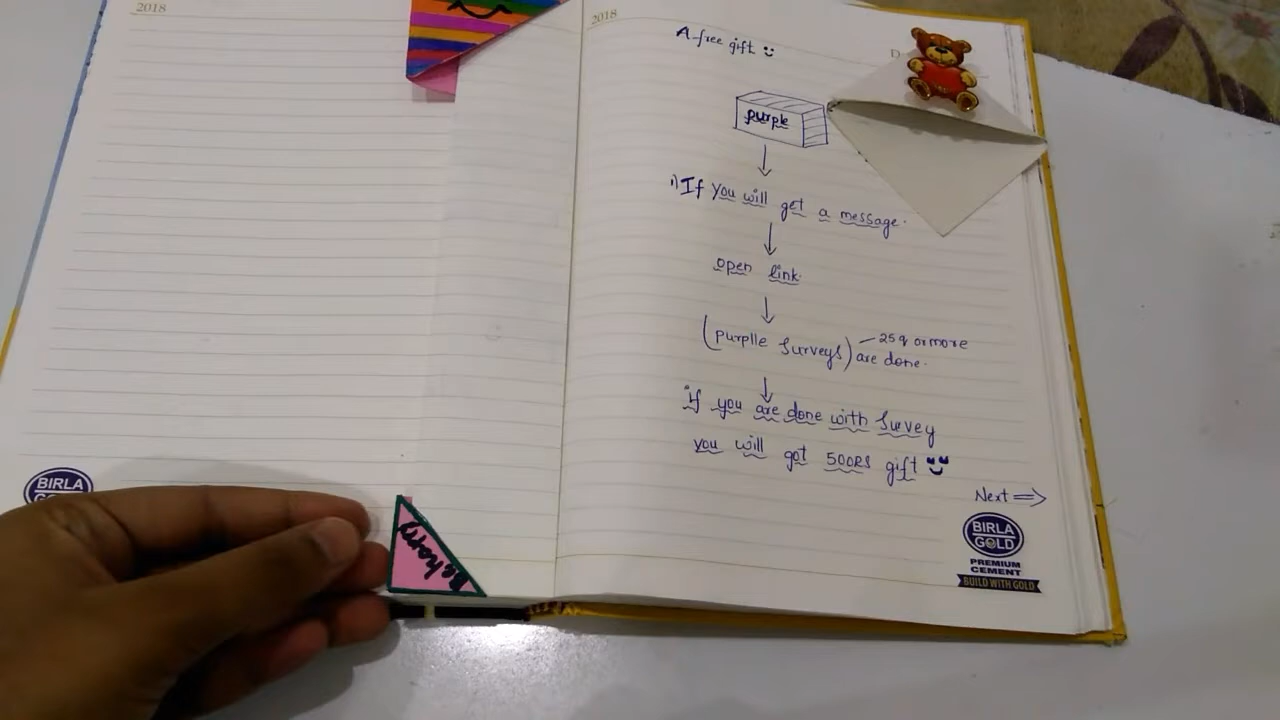 2018
2018
A free gift
purple
1) If you will get a message.
open link.
(purplle surveys) — 25q or more
are done.
if you are done with survey
you will got 500RS gift
Next ⇒
BIRLA
BIRLA
GOLD
PREMIUM
CEMENT
BUILD WITH GOLD